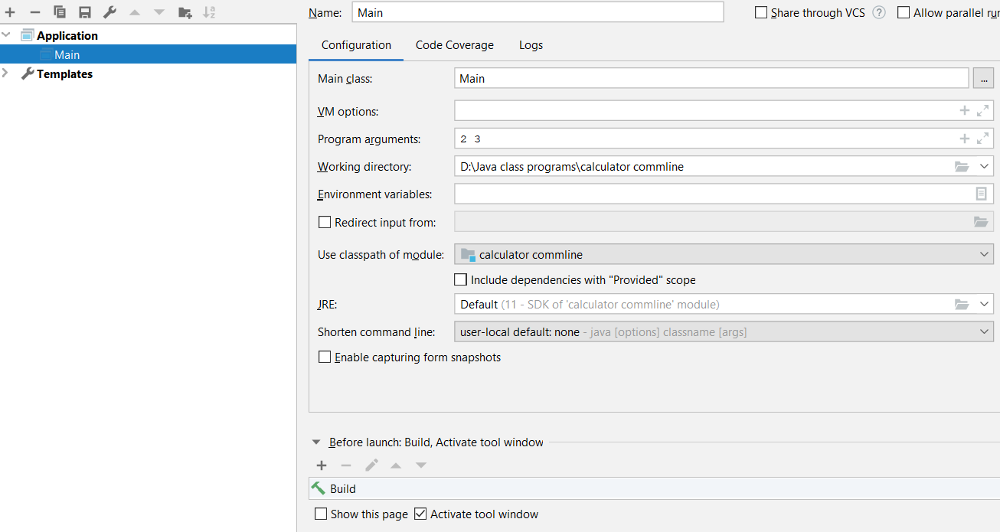 Name: Main Share through VCS ? Allow parallel rur
Application
Main
Templates
Configuration Code Coverage Logs
Main class: Main ...
VM options:
Program arguments: 2 3
Working directory: D:\Java class programs\calculator commline
Environment variables:
Redirect input from:
Use classpath of module: calculator commline
Include dependencies with "Provided" scope
JRE: Default (11 - SDK of 'calculator commline' module)
Shorten command line: user-local default: none - java [options] classname [args]
Enable capturing form snapshots
Before launch: Build, Activate tool window
Build
Show this page Activate tool window